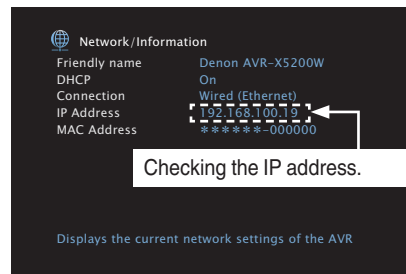 Network/Information
Friendly name Denon AVR-X5200W
DHCP On
Connection Wired (Ethernet)
IP Address 192.168.100.19
MAC Address ******-000000
Checking the IP address.
Displays the current network settings of the AVR